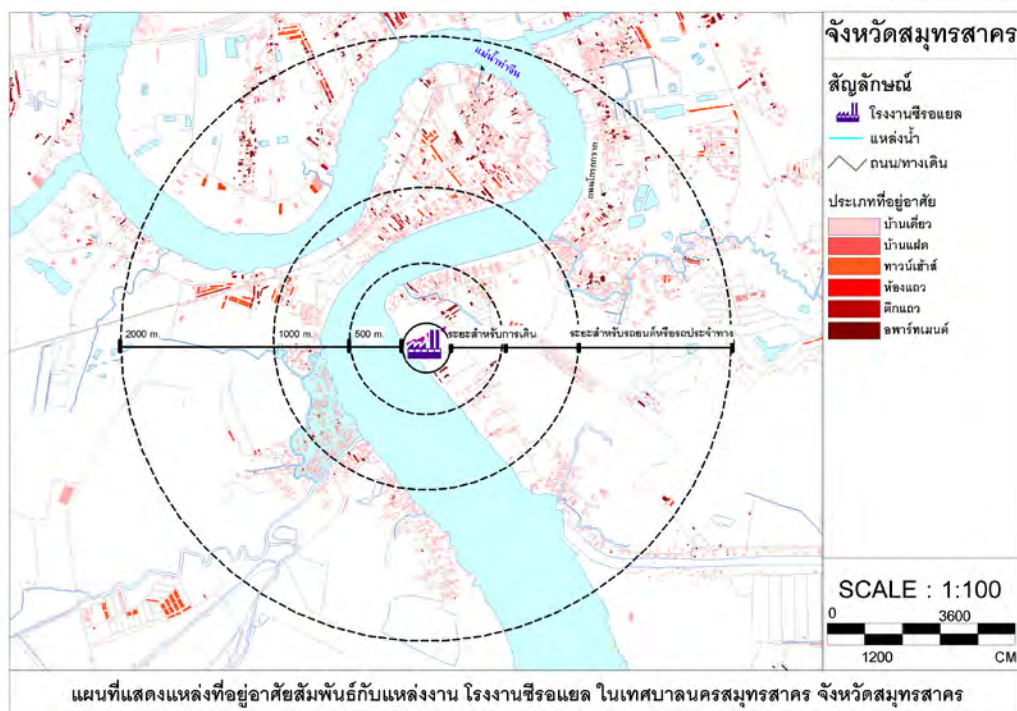 จังหวัดสมุทรสาคร
สัญลักษณ์
โรงงานซีรอแยล
แหล่งน้ำ
ถนน/ทางเดิน
ประเภทที่อยู่อาศัย
บ้านเดี่ยว
บ้านแฝด
ทาวน์เฮ้าส์
ห้องแถว
ตึกแถว
อพาร์ทเมนต์
แม่น้ำท่าจีน
2000 m.
1000 m.
500 m.
ระยะสำหรับการเดิน
ระยะสำหรับรถยนต์หรือรถประจำทาง
SCALE : 1:100
0 3600
1200 CM
แผนที่แสดงแหล่งที่อยู่อาศัยสัมพันธ์กับแหล่งงาน โรงงานซีรอแยล ในเทศบาลนครสมุทรสาคร จังหวัดสมุทรสาคร